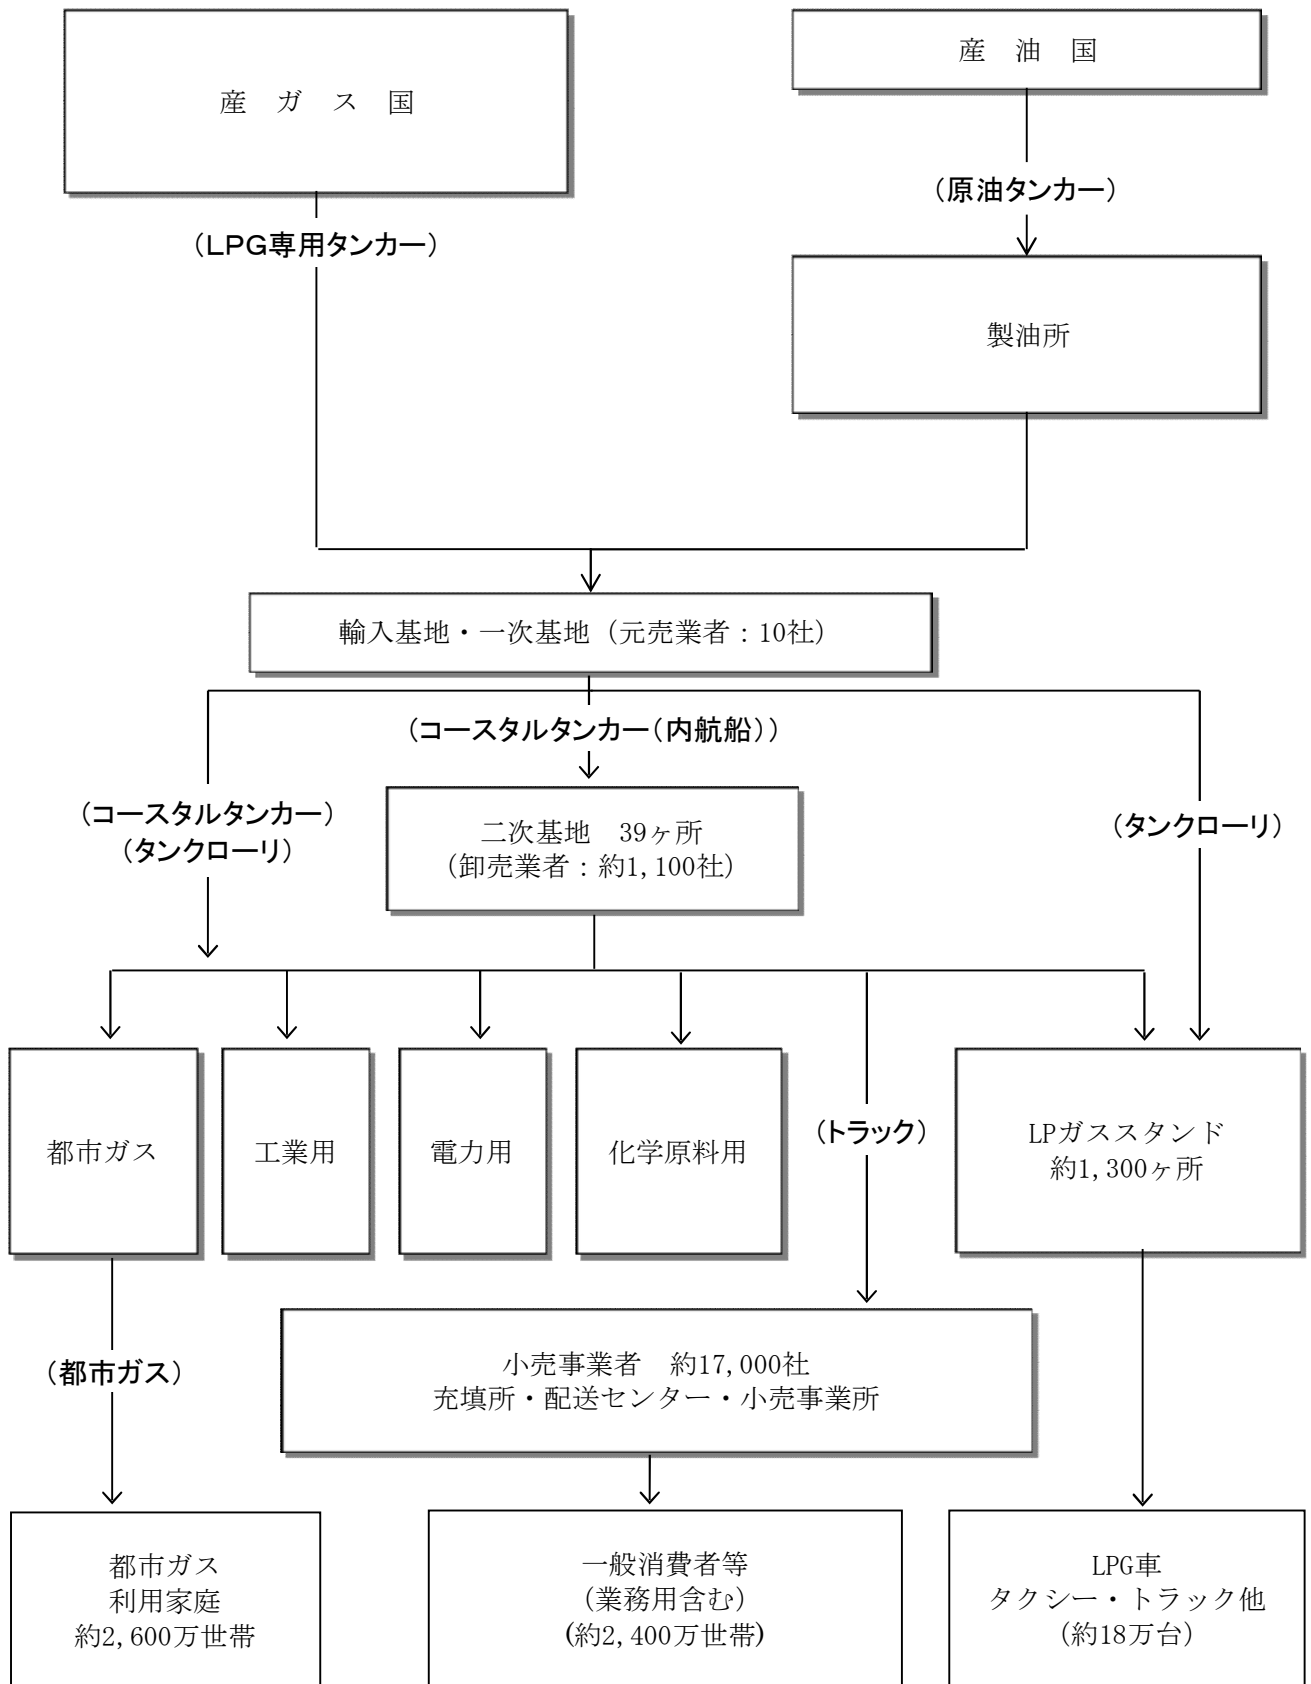 産 ガ ス 国
産 油 国
(原油タンカー)
(LPG専用タンカー)
製油所
輸入基地・一次基地 (元売業者:10社)
(コースタルタンカー(内航船))
(コースタルタンカー)
(タンクローリ)
二次基地 39ヶ所
(卸売業者:約1,100社)
(タンクローリ)
都市ガス
工業用
電力用
化学原料用
(トラック)
LPガススタンド
約1,300ヶ所
(都市ガス)
小売事業者 約17,000社
充填所・配送センター・小売事業所
都市ガス
利用家庭
約2,600万世帯
一般消費者等
(業務用含む)
(約2,400万世帯)
LPG車
タクシー・トラック他
(約18万台)